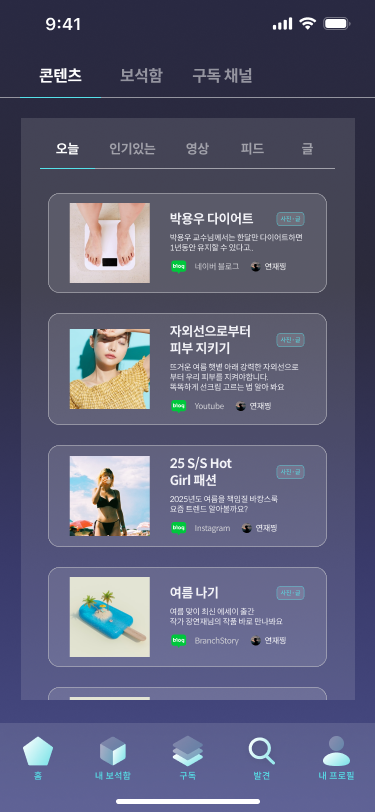 9:41
콘텐츠 보석함 구독 채널
오늘 인기있는 영상 피드 글
박용우 다이어트 사진·글
박용우 교수님께서는 한달만 다이어트하면
1년동안 유지할 수 있다고..
blog 네이버 블로그 연재찡
자외선으로부터
피부 지키기 사진·글
뜨거운 여름 햇볕 아래 강력한 자외선으로
부터 우리 피부를 지켜야합니다.
똑똑하게 선크림 고르는 법 알아 봐요
blog Youtube 연재찡
25 S/S Hot
Girl 패션 사진·글
2025년도 여름을 책임질 바캉스룩
요즘 트렌드 알아볼까요?
blog Instagram 연재찡
여름 나기 사진·글
여름 맞이 최신 에세이 출간
작가 장연재님의 작품 바로 만나봐요
blog BranchStory 연재찡
홈 내 보석함 구독 발견 내 프로필